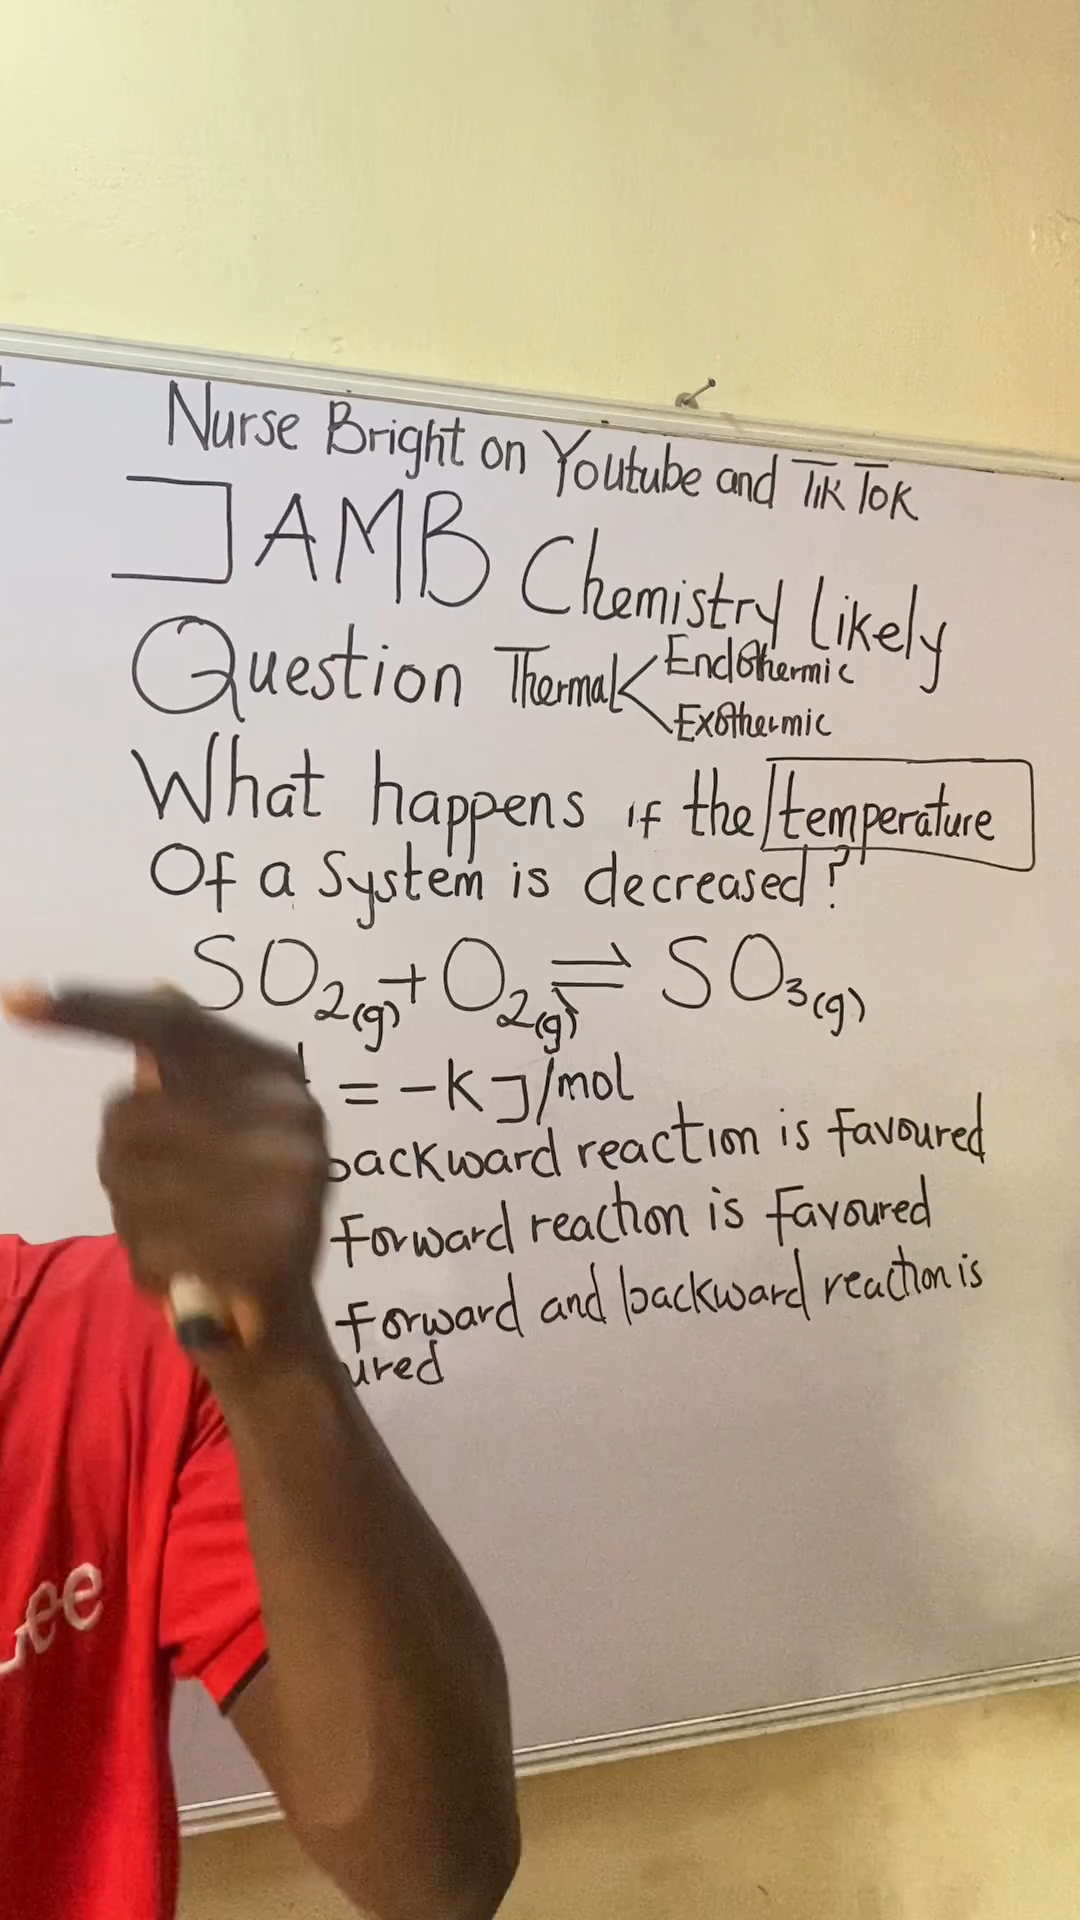 Nurse Bright on Youtube and TikTok
JAMB Chemistry likely
Question Thermal Endothermic
Exothermic
What happens if the temperature
Of a System is decreased?
SO2(g) + O2(g) ⇌ SO3(g)
= -KJ/mol
backward reaction is favoured
Forward reaction is favoured
Forward and backward reaction is
ured
ee